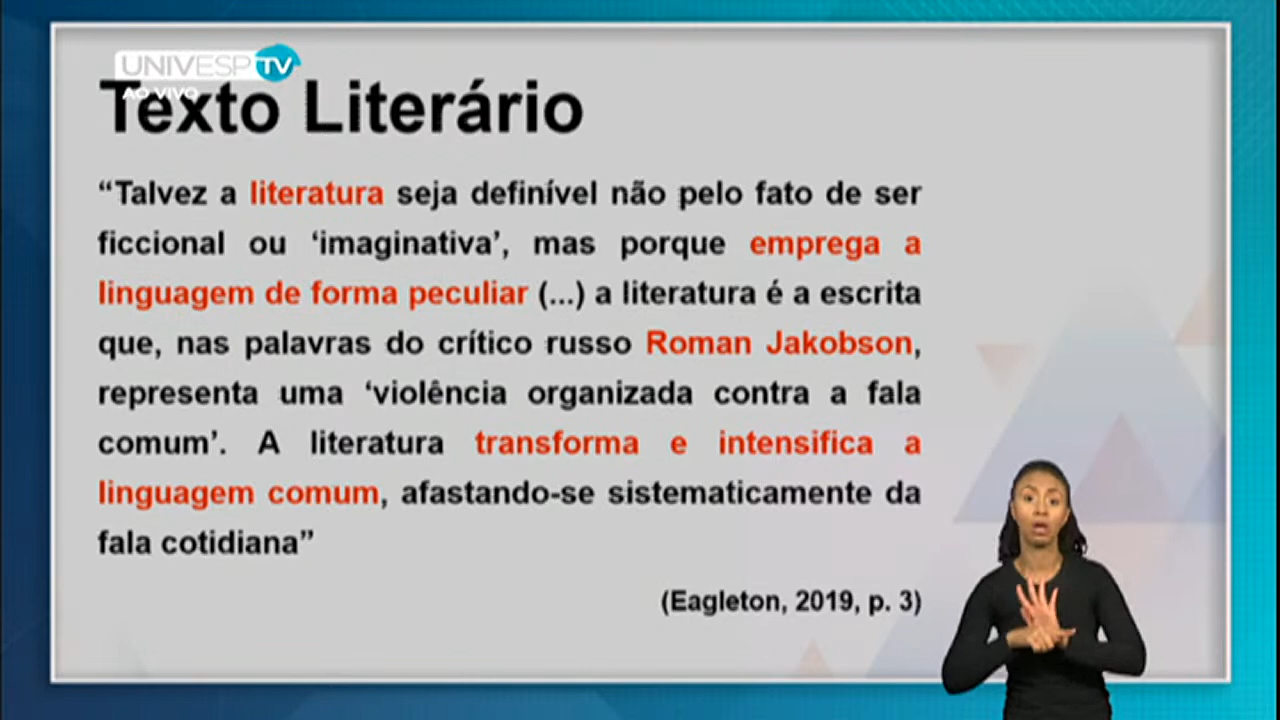 UNIVESP TV
AO VIVO
Texto Literário
“Talvez a literatura seja definível não pelo fato de ser
ficcional ou ‘imaginativa’, mas porque emprega a
linguagem de forma peculiar (...) a literatura é a escrita
que, nas palavras do crítico russo Roman Jakobson,
representa uma ‘violência organizada contra a fala
comum’. A literatura transforma e intensifica a
linguagem comum, afastando-se sistematicamente da
fala cotidiana”
(Eagleton, 2019, p. 3)